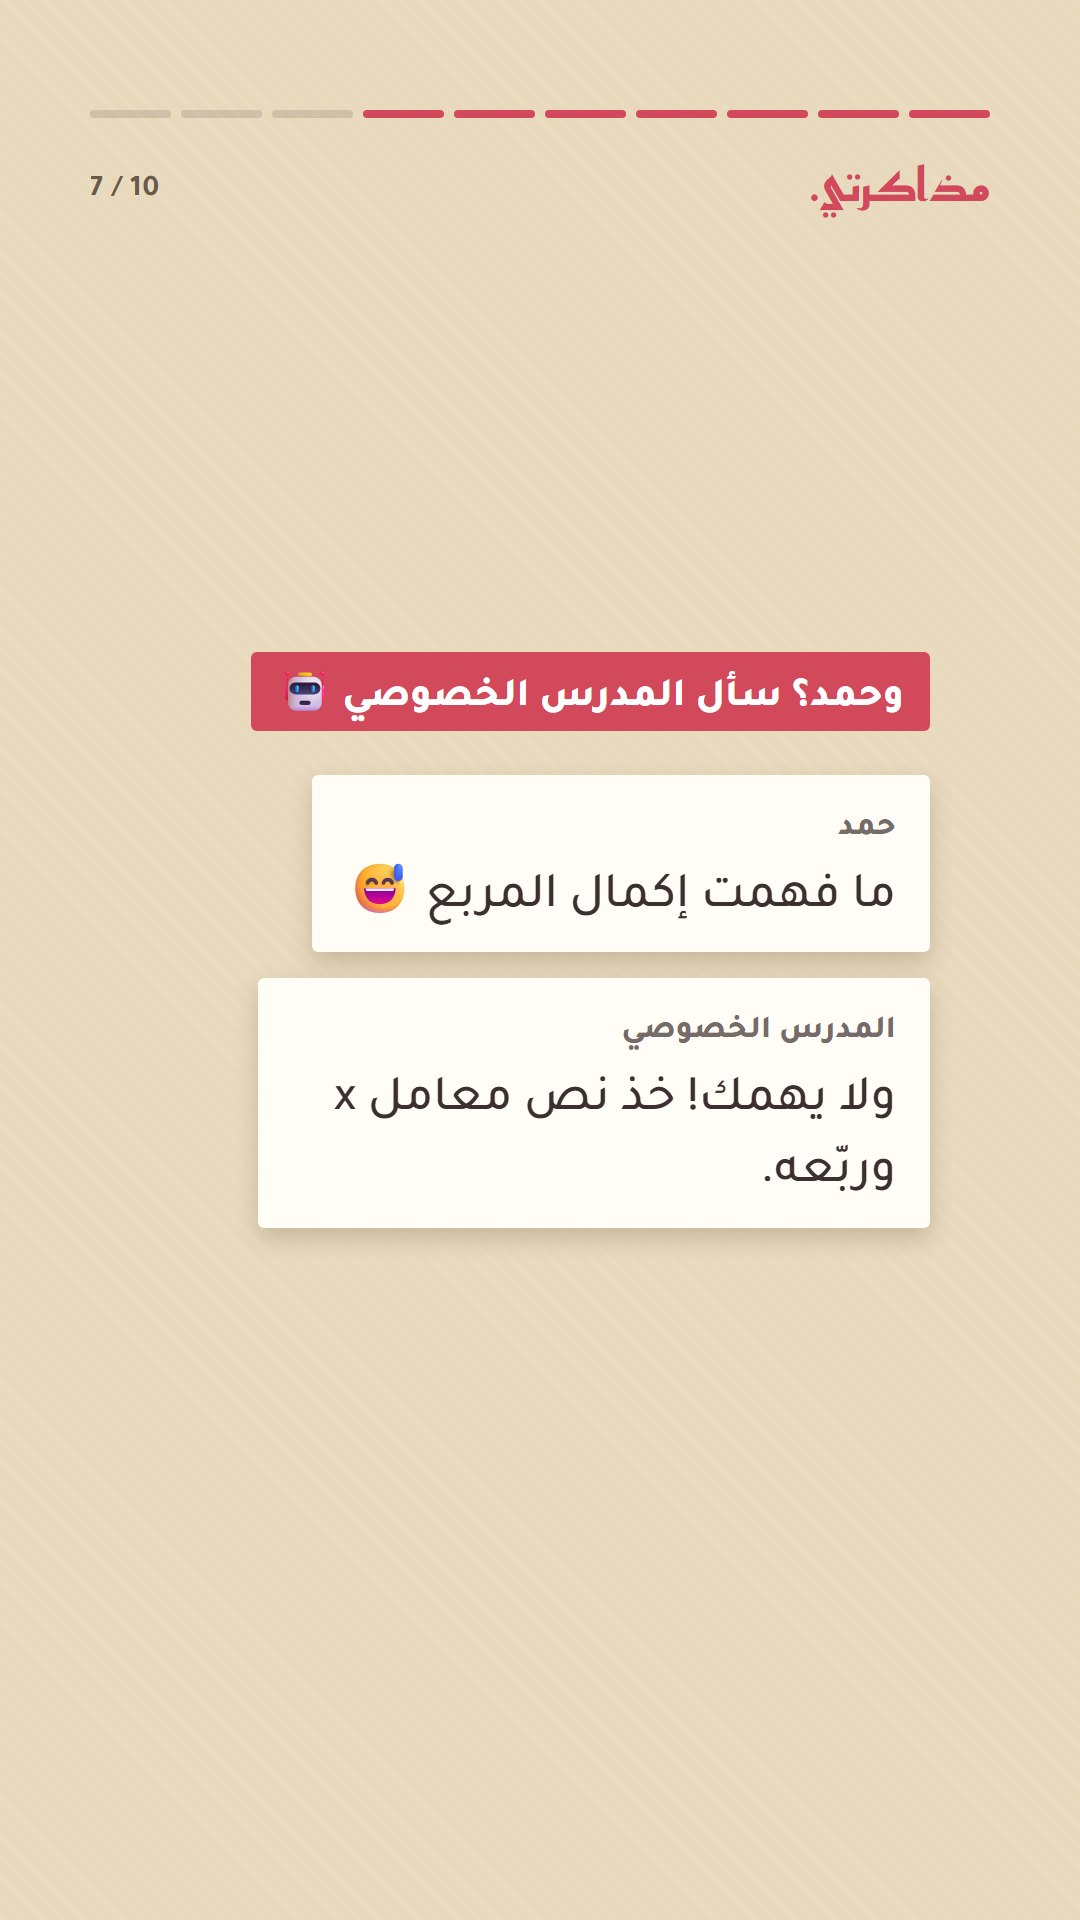 مذاكرتي.
7 / 10
وحمد؟ سأل المدرس الخصوصي 🤖
حمد
ما فهمت إكمال المربع 😅
المدرس الخصوصي
ولا يهمك! خذ نص معامل x
وربّعه.